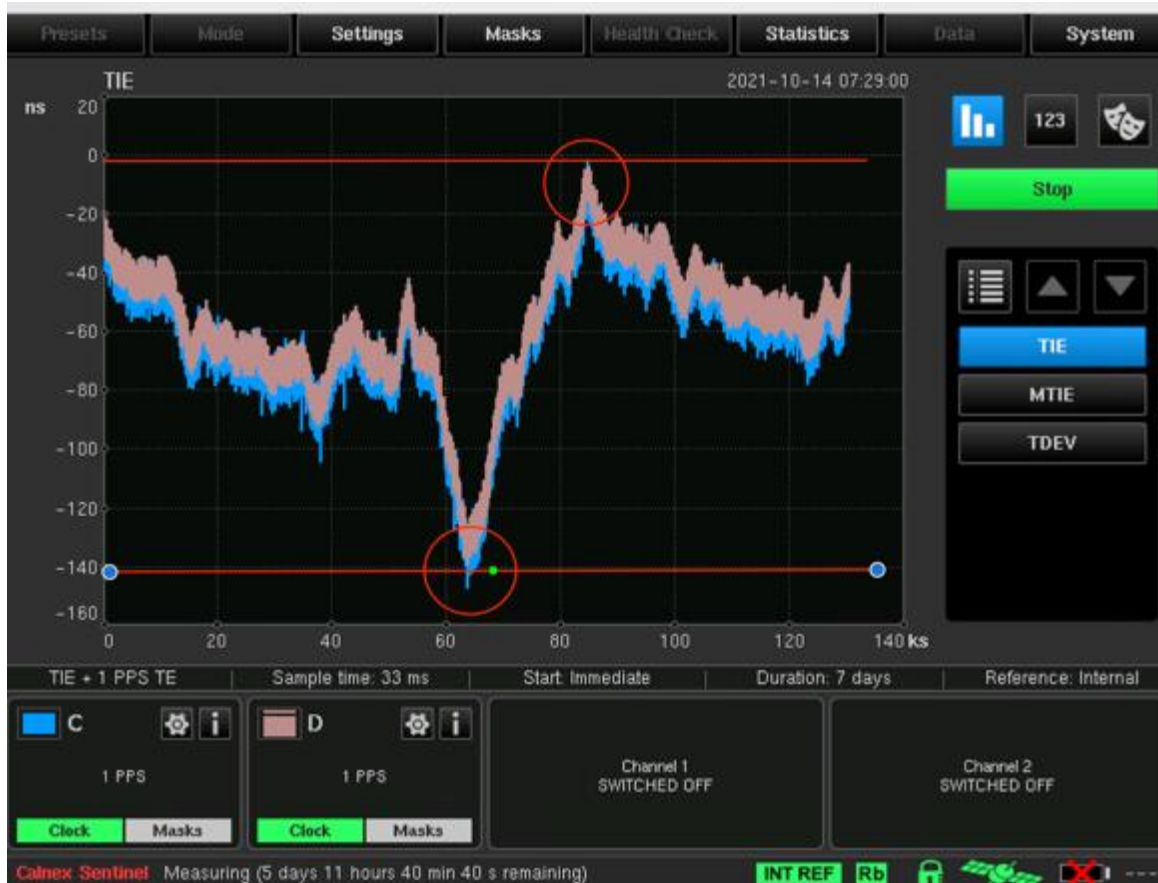 Presets Mode Settings Masks Health Check Statistics Data System
TIE 2021-10-14 07:29:00
ns 20
0
-20
-40
-60
-80
-100
-120
-140
-160
0 20 40 60 80 100 120 140 ks
123
Stop
TIE
MTIE
TDEV
TIE + 1 PPS TE Sample time: 33 ms Start: Immediate Duration: 7 days Reference: Internal
C i D i
1 PPS 1 PPS
Channel 1 Channel 2
SWITCHED OFF SWITCHED OFF
Clock Masks Clock Masks
Calnex Sentinel Measuring (5 days 11 hours 40 min 40 s remaining) INT REF Rb ---